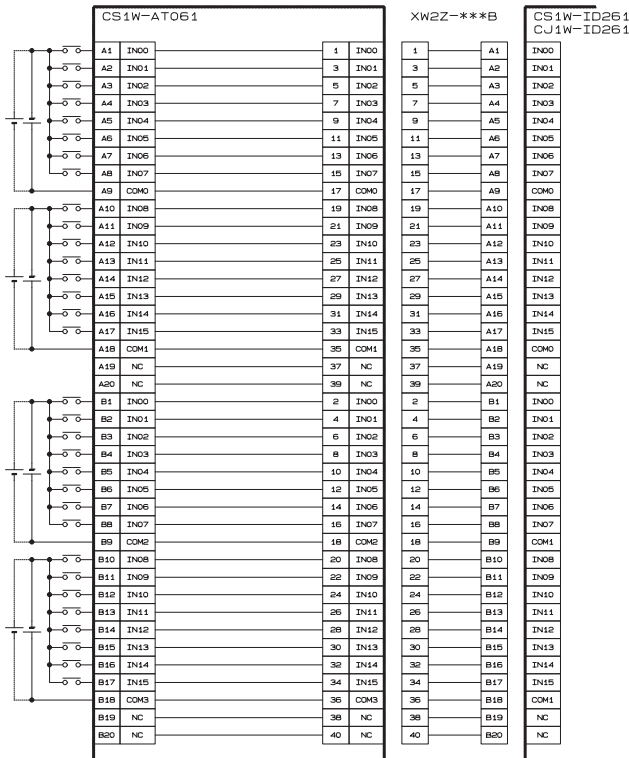 CS1W-AT061 XW2Z-***B CS1W-ID261
CJ1W-ID261
A1 IN00 1 IN00 1 A1 IN00
A2 IN01 3 IN01 3 A2 IN01
A3 IN02 5 IN02 5 A3 IN02
A4 IN03 7 IN03 7 A4 IN03
A5 IN04 9 IN04 9 A5 IN04
A6 IN05 11 IN05 11 A6 IN05
A7 IN06 13 IN06 13 A7 IN06
A8 IN07 15 IN07 15 A8 IN07
A9 COM0 17 COM0 17 A9 COM0
A10 IN08 19 IN08 19 A10 IN08
A11 IN09 21 IN09 21 A11 IN09
A12 IN10 23 IN10 23 A12 IN10
A13 IN11 25 IN11 25 A13 IN11
A14 IN12 27 IN12 27 A14 IN12
A15 IN13 29 IN13 29 A15 IN13
A16 IN14 31 IN14 31 A16 IN14
A17 IN15 33 IN15 33 A17 IN15
A18 COM1 35 COM1 35 A18 COM0
A19 NC 37 NC 37 A19 NC
A20 NC 39 NC 39 A20 NC
B1 IN00 2 IN00 2 B1 IN00
B2 IN01 4 IN01 4 B2 IN01
B3 IN02 6 IN02 6 B3 IN02
B4 IN03 8 IN03 8 B4 IN03
B5 IN04 10 IN04 10 B5 IN04
B6 IN05 12 IN05 12 B6 IN05
B7 IN06 14 IN06 14 B7 IN06
B8 IN07 16 IN07 16 B8 IN07
B9 COM2 18 COM2 18 B9 COM1
B10 IN08 20 IN08 20 B10 IN08
B11 IN09 22 IN09 22 B11 IN09
B12 IN10 24 IN10 24 B12 IN10
B13 IN11 26 IN11 26 B13 IN11
B14 IN12 28 IN12 28 B14 IN12
B15 IN13 30 IN13 30 B15 IN13
B16 IN14 32 IN14 32 B16 IN14
B17 IN15 34 IN15 34 B17 IN15
B18 COM3 36 COM3 36 B18 COM1
B19 NC 38 NC 38 B19 NC
B20 NC 40 NC 40 B20 NC